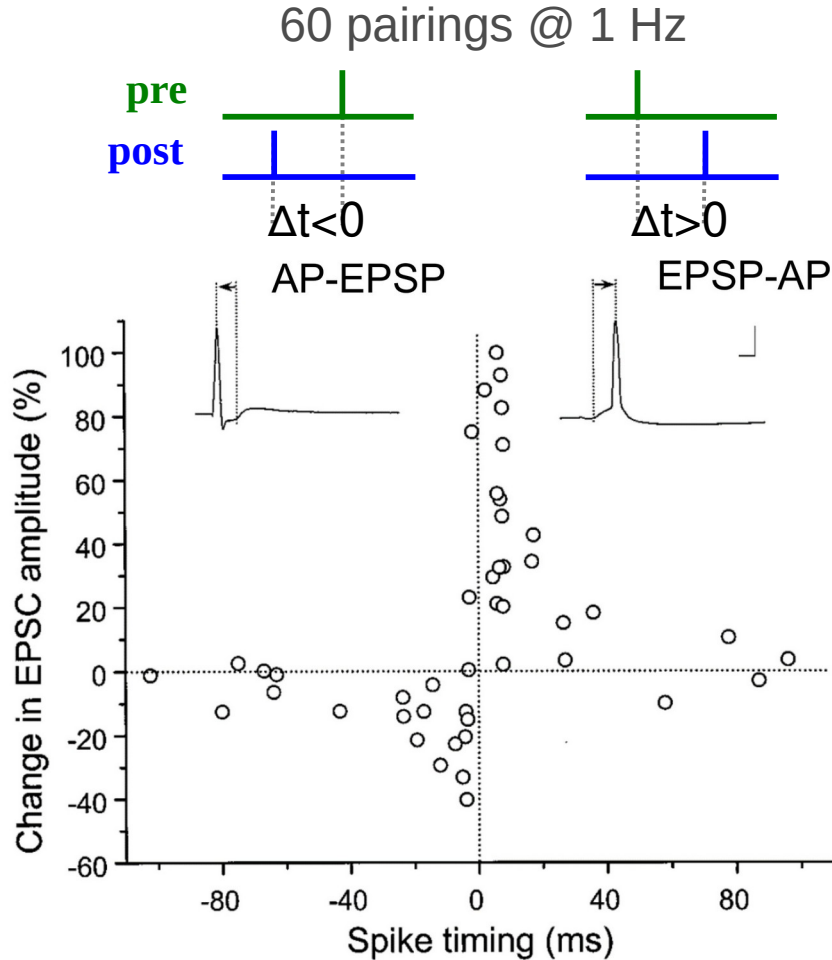 60 pairings @ 1 Hz
pre
post
Δt<0
Δt>0
AP-EPSP
EPSP-AP
Change in EPSC amplitude (%)
100
80
60
40
20
0
-20
-40
-60
-80
-40
0
40
80
Spike timing (ms)